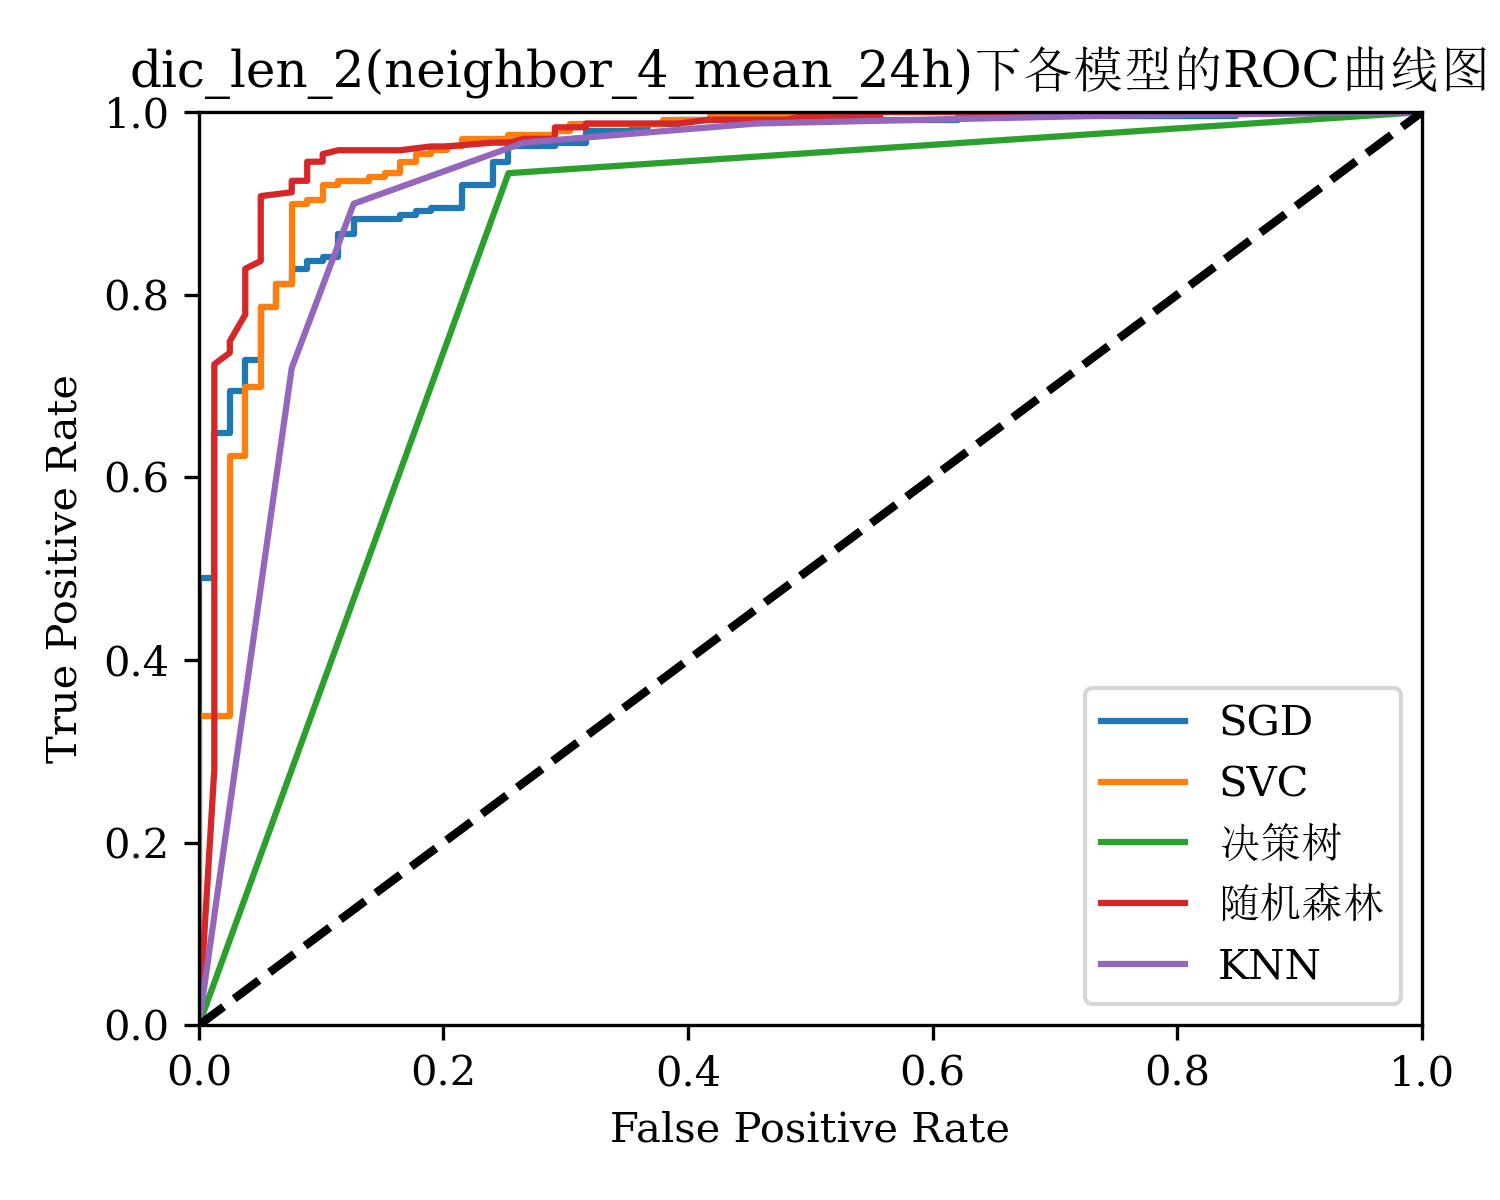 dic_len_2(neighbor_4_mean_24h)下各模型的ROC曲线图
1.0
0.8
0.6
0.4
0.2
0.0
True Positive Rate
0.0 0.2 0.4 0.6 0.8 1.0
False Positive Rate
SGD
SVC
决策树
随机森林
KNN